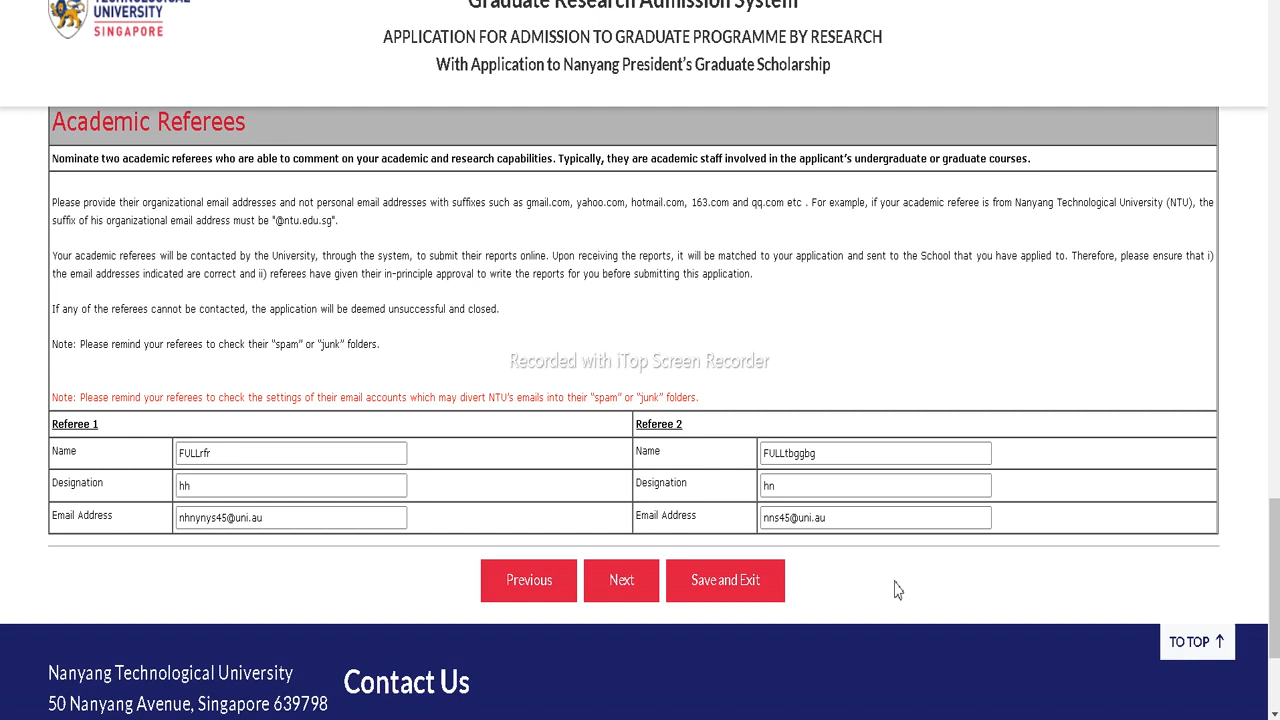 TECHNOLOGICAL
UNIVERSITY
SINGAPORE
Graduate Research Admission System
APPLICATION FOR ADMISSION TO GRADUATE PROGRAMME BY RESEARCH
With Application to Nanyang President's Graduate Scholarship
Academic Referees
Nominate two academic referees who are able to comment on your academic and research capabilities. Typically, they are academic staff involved in the applicant's undergraduate or graduate courses.
Please provide their organizational email addresses and not personal email addresses with suffixes such as gmail.com, yahoo.com, hotmail.com, 163.com and qq.com etc . For example, if your academic referee is from Nanyang Technological University (NTU), the
suffix of his organizational email address must be "@ntu.edu.sg".
Your academic referees will be contacted by the University, through the system, to submit their reports online. Upon receiving the reports, it will be matched to your application and sent to the School that you have applied to. Therefore, please ensure that i)
the email addresses indicated are correct and ii) referees have given their in-principle approval to write the reports for you before submitting this application.
If any of the referees cannot be contacted, the application will be deemed unsuccessful and closed.
Note: Please remind your referees to check their "spam" or "junk" folders.
Recorded with iTop Screen Recorder
Note: Please remind your referees to check the settings of their email accounts which may divert NTU's emails into their "spam" or "junk" folders.
Referee 1 Referee 2
Name FULLrfr Name FULLtbggbg
Designation hh Designation hn
Email Address nhnynys45@uni.au Email Address nns45@uni.au
Previous Next Save and Exit
TO TOP ↑
Nanyang Technological University
50 Nanyang Avenue, Singapore 639798
Contact Us